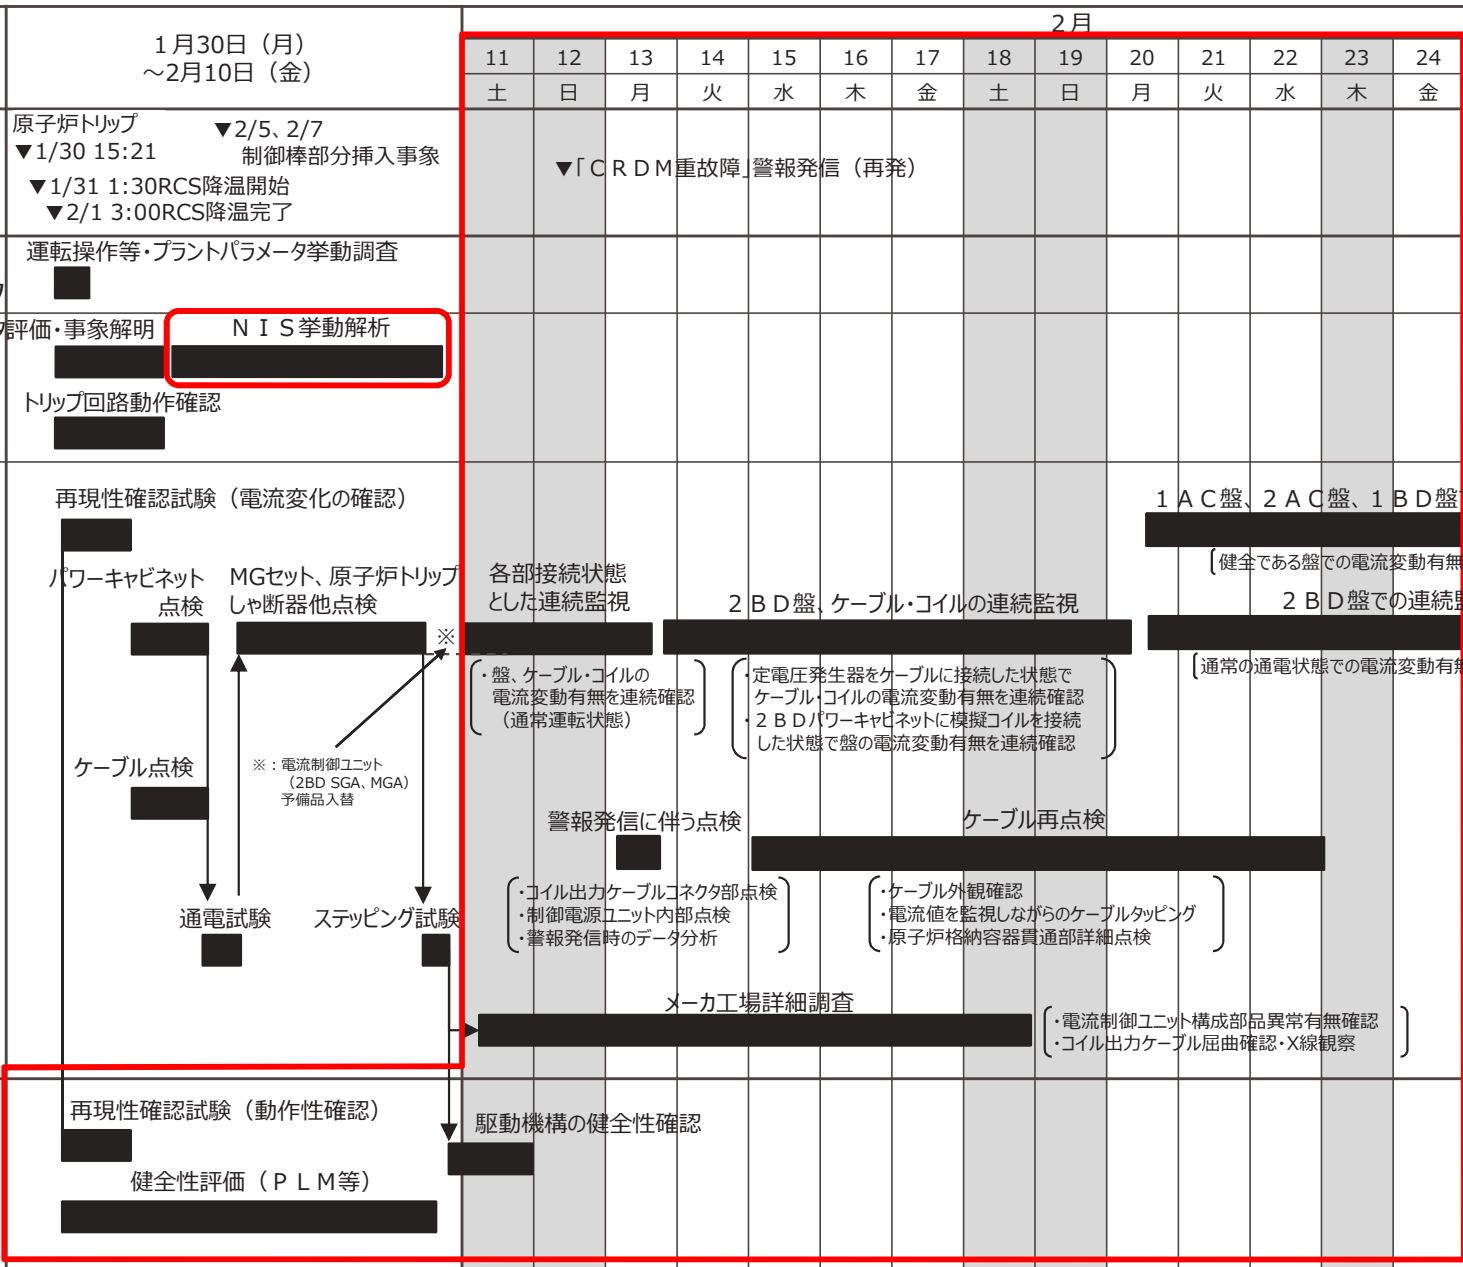 2月
1月30日（月）
～2月10日（金）
11 12 13 14 15 16 17 18 19 20 21 22 23 24
土 日 月 火 水 木 金 土 日 月 火 水 木 金
原子炉トリップ
▼1/30 15:21
▼2/5、2/7
制御棒部分挿入事象
▼1/31 1:30RCS降温開始
▼2/1 3:00RCS降温完了
▼「ＣＲＤＭ重故障」警報発信（再発）
運転操作等・プラントパラメータ挙動調査
評価・事象解明
ＮＩＳ挙動解析
トリップ回路動作確認
再現性確認試験（電流変化の確認）
1ＡＣ盤、2ＡＣ盤、1ＢＤ盤
［健全である盤での電流変動有無
パワーキャビネット
点検
MGセット、原子炉トリップ
しゃ断器他点検
※
各部接続状態
とした連続監視
2ＢＤ盤、ケーブル・コイルの連続監視
2ＢＤ盤での連続監
［通常の通電状態での電流変動有無
・盤、ケーブル・コイルの
電流変動有無を連続確認
（通常運転状態）
・定電圧発生器をケーブルに接続した状態で
ケーブル・コイルの電流変動有無を連続確認
・2ＢＤパワーキャビネットに模擬コイルを接続
した状態で盤の電流変動有無を連続確認
ケーブル点検
※：電流制御ユニット
（2BD SGA、MGA）
予備品入替
警報発信に伴う点検
ケーブル再点検
・コイル出力ケーブルコネクタ部点検
・制御電源ユニット内部点検
・警報発信時のデータ分析
・ケーブル外観確認
・電流値を監視しながらのケーブルタッピング
・原子炉格納容器貫通部詳細点検
通電試験
ステッピング試験
メーカ工場詳細調査
・電流制御ユニット構成部品異常有無確認
・コイル出力ケーブル屈曲確認・X線観察
再現性確認試験（動作性確認）
駆動機構の健全性確認
健全性評価（ＰＬＭ等）